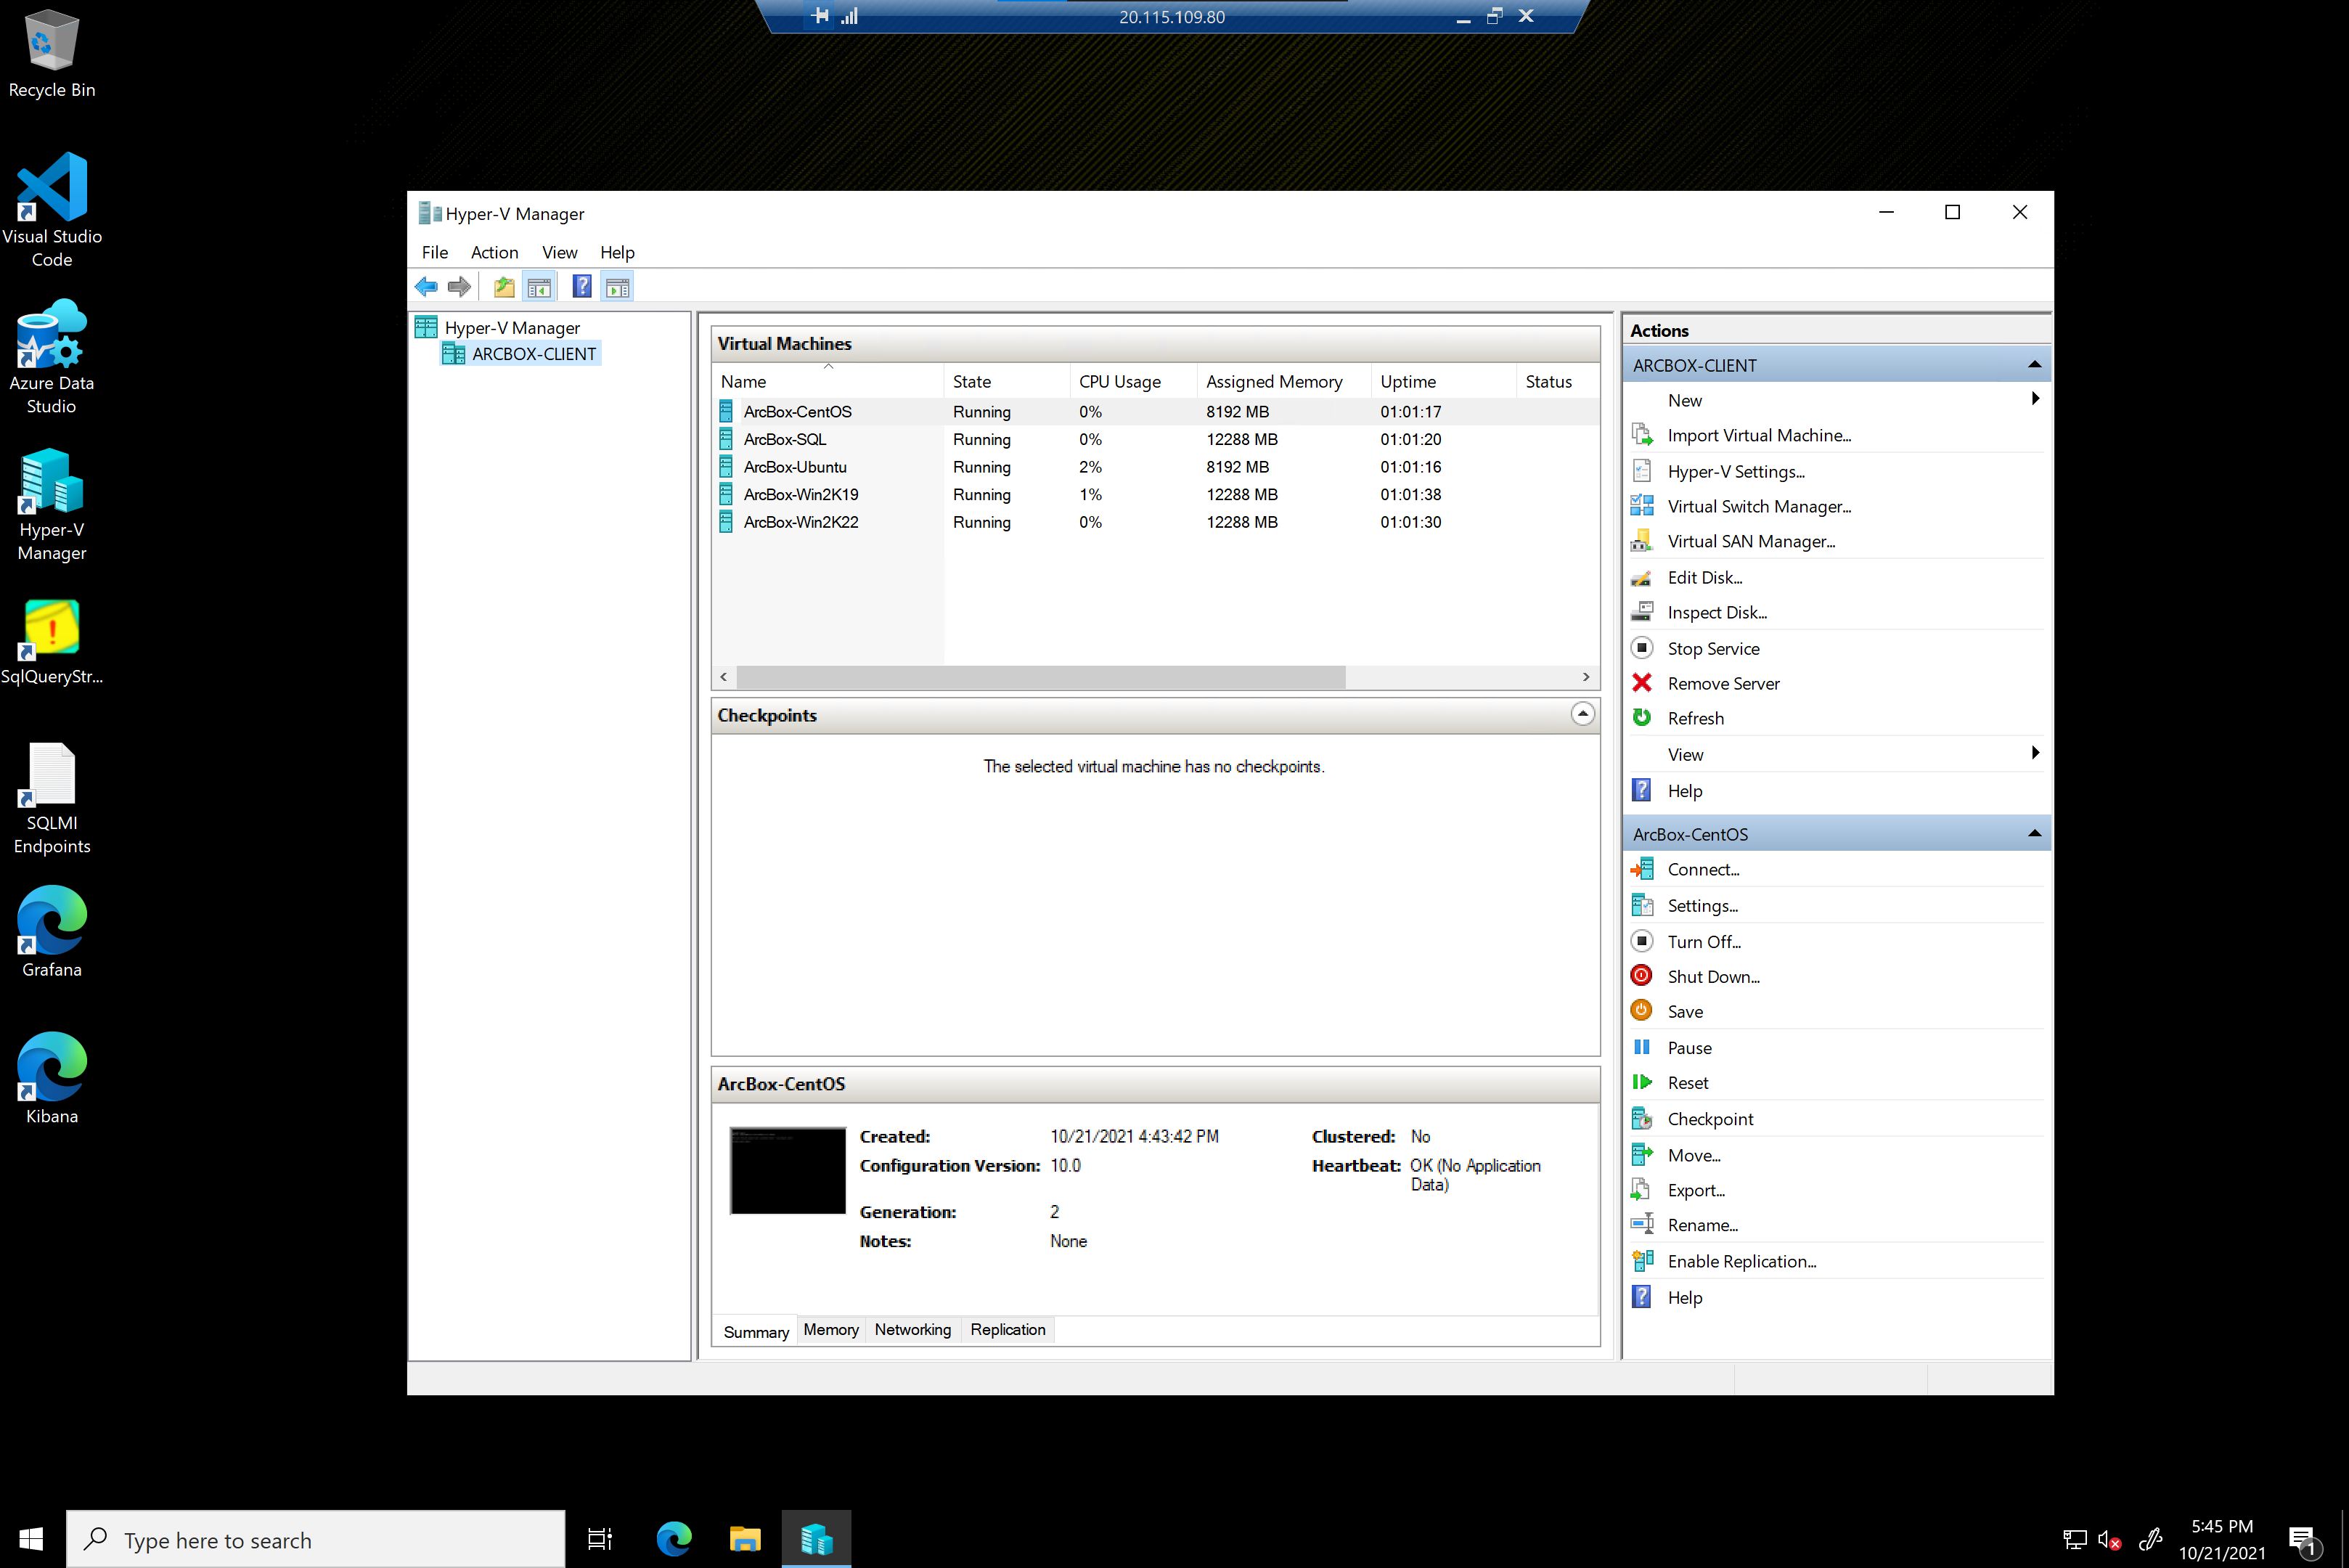 20.115.109.80
Recycle Bin
Visual Studio
Code
Azure Data
Studio
Hyper-V
Manager
SqlQueryStr...
SQLMI
Endpoints
Grafana
Kibana
Hyper-V Manager
File Action View Help
Hyper-V Manager
ARCBOX-CLIENT
Virtual Machines
Name State CPU Usage Assigned Memory Uptime Status
ArcBox-CentOS Running 0% 8192 MB 01:01:17
ArcBox-SQL Running 0% 12288 MB 01:01:20
ArcBox-Ubuntu Running 2% 8192 MB 01:01:16
ArcBox-Win2K19 Running 1% 12288 MB 01:01:38
ArcBox-Win2K22 Running 0% 12288 MB 01:01:30
Checkpoints
The selected virtual machine has no checkpoints.
ArcBox-CentOS
Created: 10/21/2021 4:43:42 PM Clustered: No
Configuration Version: 10.0 Heartbeat: OK (No Application
Data)
Generation: 2
Notes: None
Summary Memory Networking Replication
Actions
ARCBOX-CLIENT
New
Import Virtual Machine...
Hyper-V Settings...
Virtual Switch Manager...
Virtual SAN Manager...
Edit Disk...
Inspect Disk...
Stop Service
Remove Server
Refresh
View
Help
ArcBox-CentOS
Connect...
Settings...
Turn Off...
Shut Down...
Save
Pause
Reset
Checkpoint
Move...
Export...
Rename...
Enable Replication...
Help
Type here to search
5:45 PM
10/21/2021
1